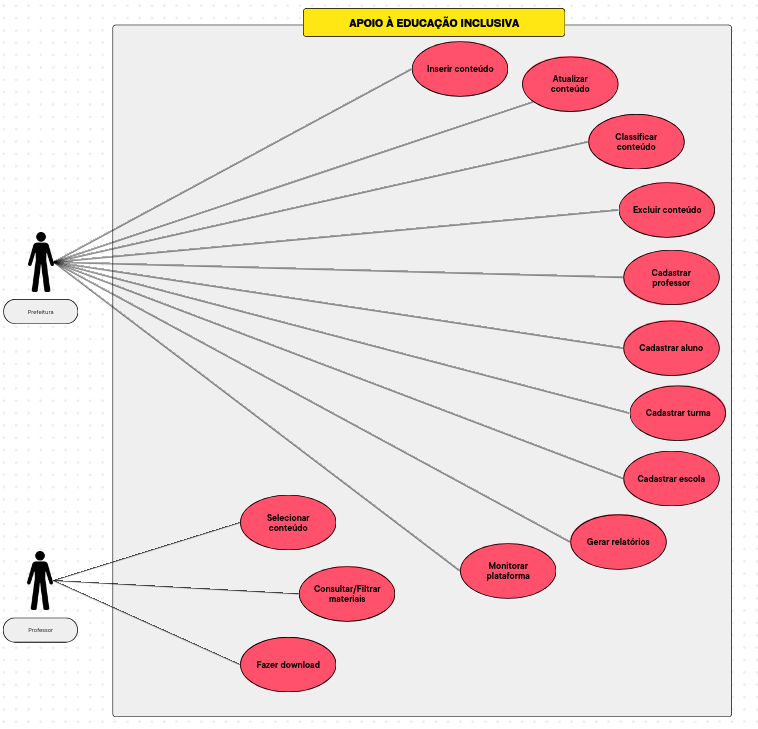 APOIO À EDUCAÇÃO INCLUSIVA
Inserir conteúdo
Atualizar
conteúdo
Classificar
conteúdo
Excluir conteúdo
Cadastrar
professor
Prefeitura
Cadastrar aluno
Cadastrar turma
Cadastrar escola
Selecionar
conteúdo
Gerar relatórios
Monitorar
plataforma
Consultar/Filtrar
materiais
Professor
Fazer download